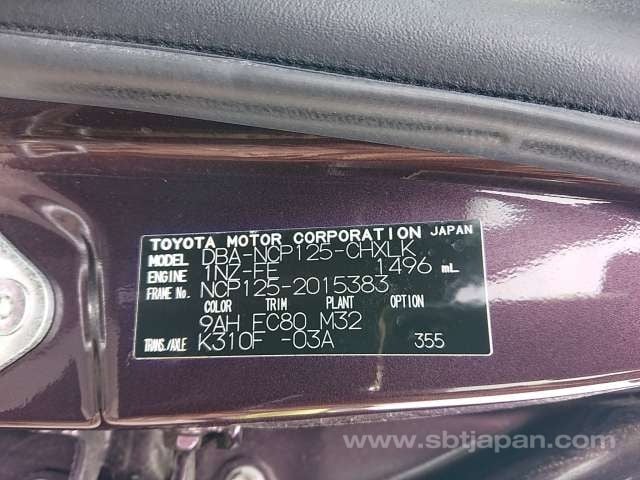 TOYOTA MOTOR CORPORATION JAPAN
MODEL DBA-NCP125-CHXLK
ENGINE 1NZ-FE 1496 mL
FRAME No. NCP125-2015383
COLOR TRIM PLANT OPTION
9AH FC80 M32
TRANS./AXLE K310F -03A 355
www.sbtjapan.com